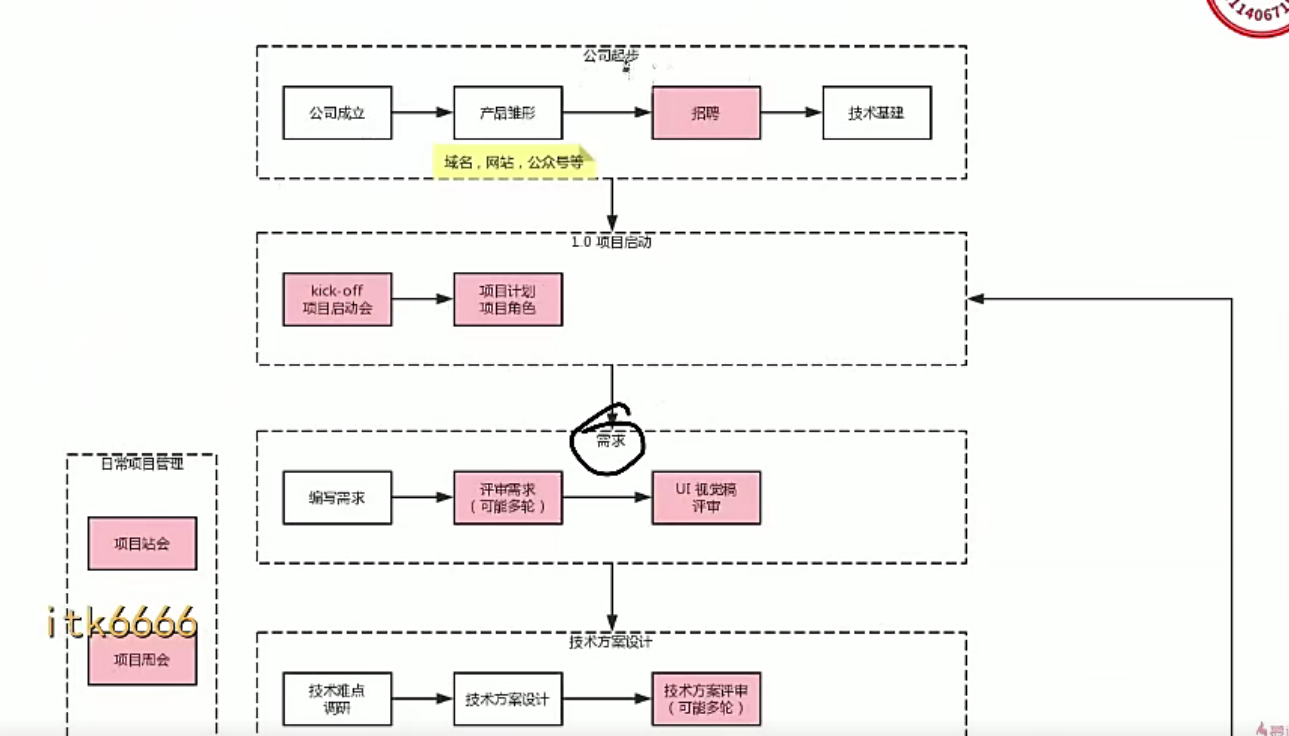 1140671
公司起步
公司成立
产品雏形
招聘
技术基建
域名，网站，公众号等
1.0 项目启动
kick-off
项目启动会
项目计划
项目角色
需求
编写需求
评审需求
（可能多轮）
UI 视觉稿
评审
日常项目管理
项目站会
itk6666
项目周会
技术方案设计
技术难点
调研
技术方案设计
技术方案评审
（可能多轮）